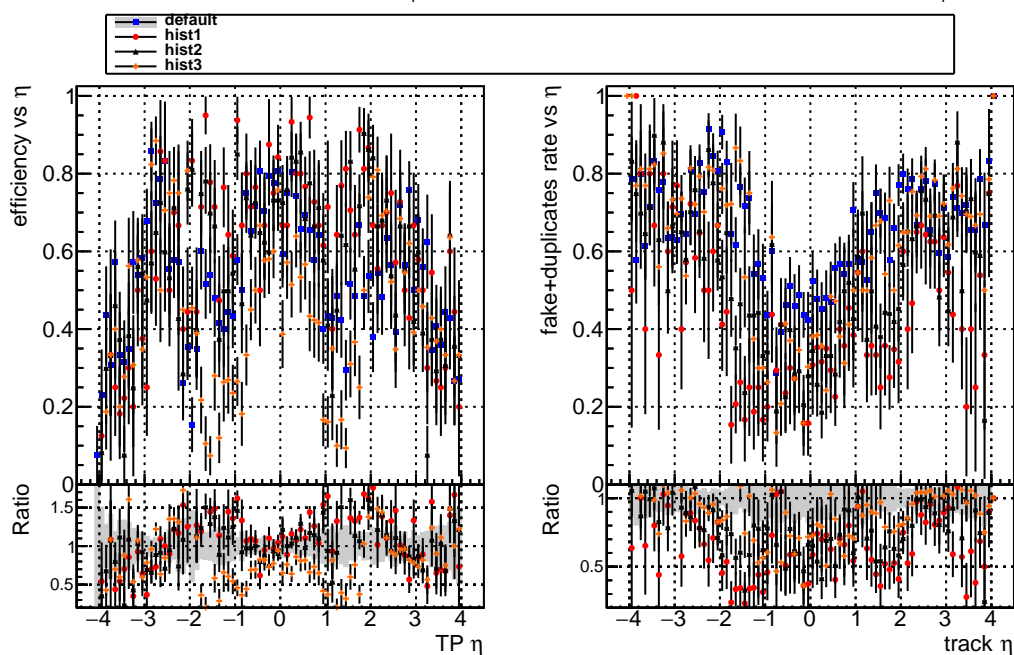 default
hist1
hist2
hist3
efficiency vs η
1
0.8
0.6
0.4
0.2
0
Ratio
1.5
1
0.5
−4 −3 −2 −1 0 1 2 3 4
TP η
fake+duplicates rate vs η
1
0.8
0.6
0.4
0.2
0
Ratio
1
0.5
−4 −3 −2 −1 0 1 2 3 4
track η